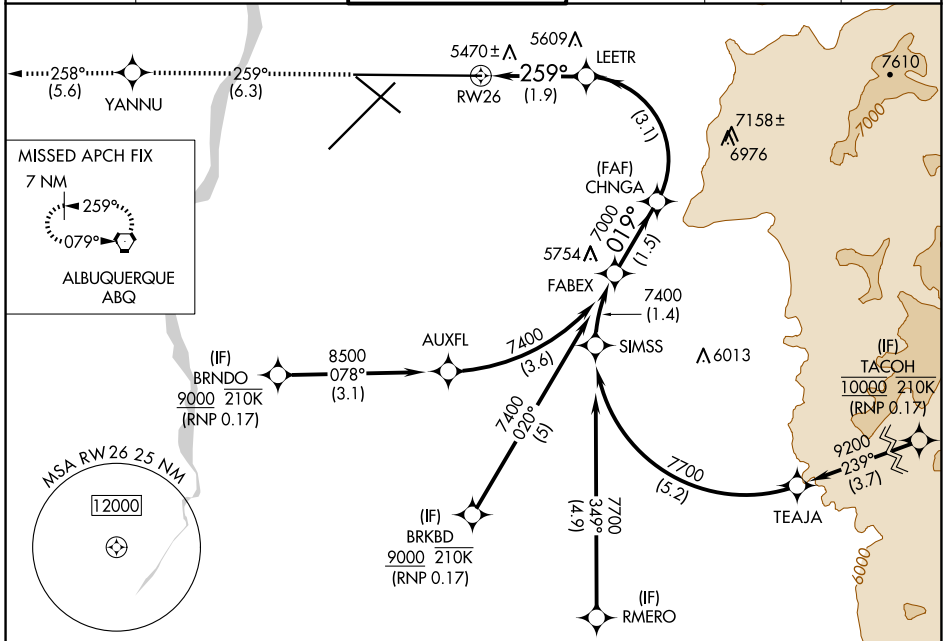 258°
(5.6)
YANNU
259°
(6.3)
5470±
RW26
259°
(1.9)
5609
LEETR
(3.1)
7610
7000
7158±
6976
MISSED APCH FIX
7 NM
259°
079°
ALBUQUERQUE
ABQ
(FAF)
CHNGA
7000
019°
(1.5)
5754
FABEX
7400
(1.4)
SIMSS
6013
(IF)
BRNDO
9000 210K
(RNP 0.17)
8500
078°
(3.1)
AUXFL
7400
(3.6)
7400
020°
(5)
(IF)
BRKBD
9000 210K
(RNP 0.17)
7700
349°
(4.9)
(IF)
RMERO
7700
(5.2)
TEAJA
(IF)
TACOH
10000 210K
(RNP 0.17)
9200
239°
(3.7)
6000
MSA RW26 25 NM
12000